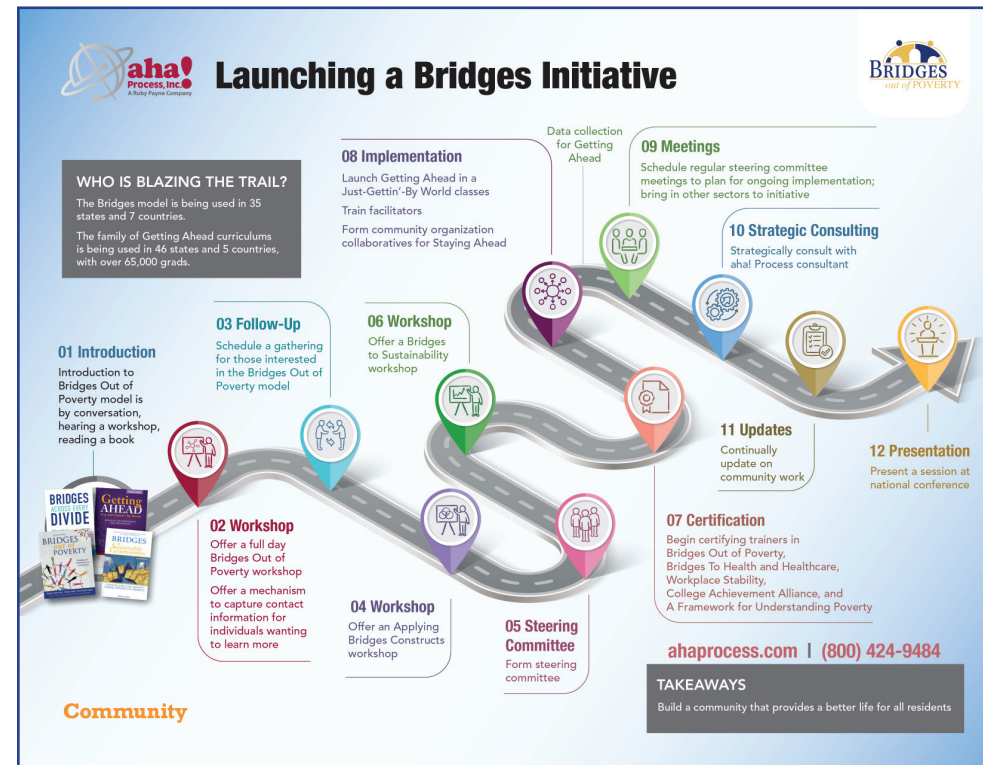 aha!
Process, Inc.
A Ruby Payne Company
Launching a Bridges Initiative
BRIDGES
out of POVERTY
WHO IS BLAZING THE TRAIL?
The Bridges model is being used in 35
states and 7 countries.
The family of Getting Ahead curriculums
is being used in 46 states and 5 countries,
with over 65,000 grads.
01 Introduction
Introduction to
Bridges Out of
Poverty model is
by conversation,
hearing a workshop,
reading a book
BRIDGES
ACROSS EVERY
DIVIDE
Getting
AHEAD
BRIDGES
out of
POVERTY
BRIDGES
02 Workshop
Offer a full day
Bridges Out of
Poverty workshop
Offer a mechanism
to capture contact
information for
individuals wanting
to learn more
03 Follow-Up
Schedule a gathering
for those interested
in the Bridges Out of
Poverty model
04 Workshop
Offer an Applying
Bridges Constructs
workshop
05 Steering
Committee
Form steering
committee
06 Workshop
Offer a Bridges
to Sustainability
workshop
07 Certification
Begin certifying trainers in
Bridges Out of Poverty,
Bridges To Health and Healthcare,
Workplace Stability,
College Achievement Alliance, and
A Framework for Understanding Poverty
08 Implementation
Launch Getting Ahead in a
Just-Gettin'-By World classes
Train facilitators
Form community organization
collaboratives for Staying Ahead
Data collection
for Getting
Ahead
09 Meetings
Schedule regular steering committee
meetings to plan for ongoing implementation;
bring in other sectors to initiative
10 Strategic Consulting
Strategically consult with
aha! Process consultant
11 Updates
Continually
update on
community work
12 Presentation
Present a session at
national conference
ahaprocess.com | (800) 424-9484
TAKEAWAYS
Build a community that provides a better life for all residents
Community